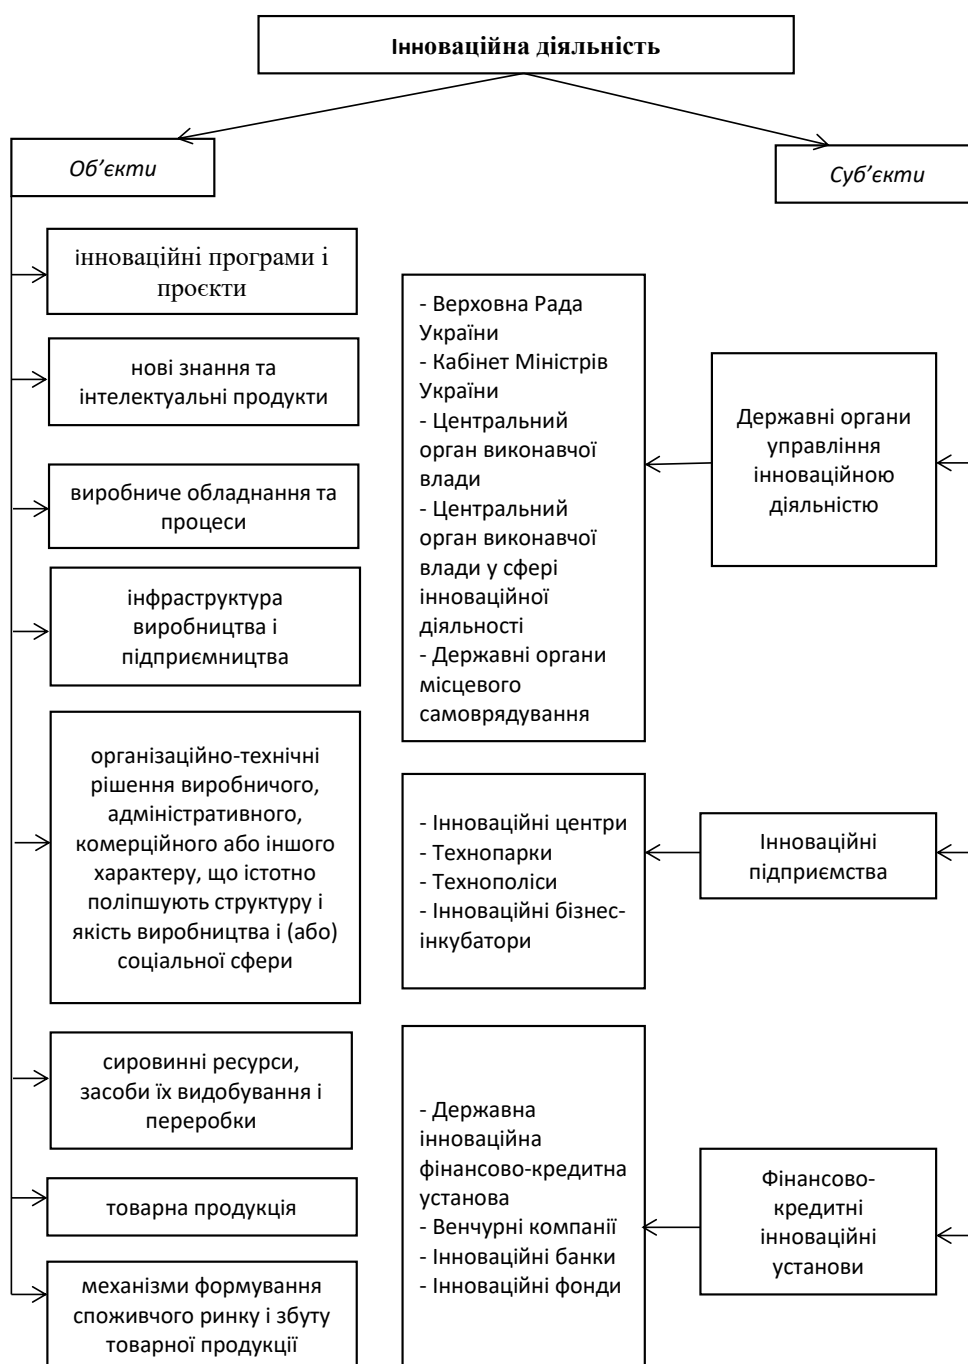 Інноваційна діяльність
Об’єкти
Суб’єкти
інноваційні програми і
проєкти
нові знання та
інтелектуальні продукти
виробниче обладнання та
процеси
інфраструктура
виробництва і
підприємництва
організаційно-технічні
рішення виробничого,
адміністративного,
комерційного або іншого
характеру, що істотно
поліпшують структуру і
якість виробництва і (або)
соціальної сфери
сировинні ресурси,
засоби їх видобування і
переробки
товарна продукція
механізми формування
споживчого ринку і збуту
товарної продукції
- Верховна Рада
України
- Кабінет Міністрів
України
- Центральний
орган виконавчої
влади
- Центральний
орган виконавчої
влади у сфері
інноваційної
діяльності
- Державні органи
місцевого
самоврядування
Державні органи
управління
інноваційною
діяльністю
- Інноваційні центри
- Технопарки
- Технополіси
- Інноваційні бізнес-
інкубатори
Інноваційні
підприємства
- Державна
інноваційна
фінансово-кредитна
установа
- Венчурні компанії
- Інноваційні банки
- Інноваційні фонди
Фінансово-
кредитні
інноваційні
установи